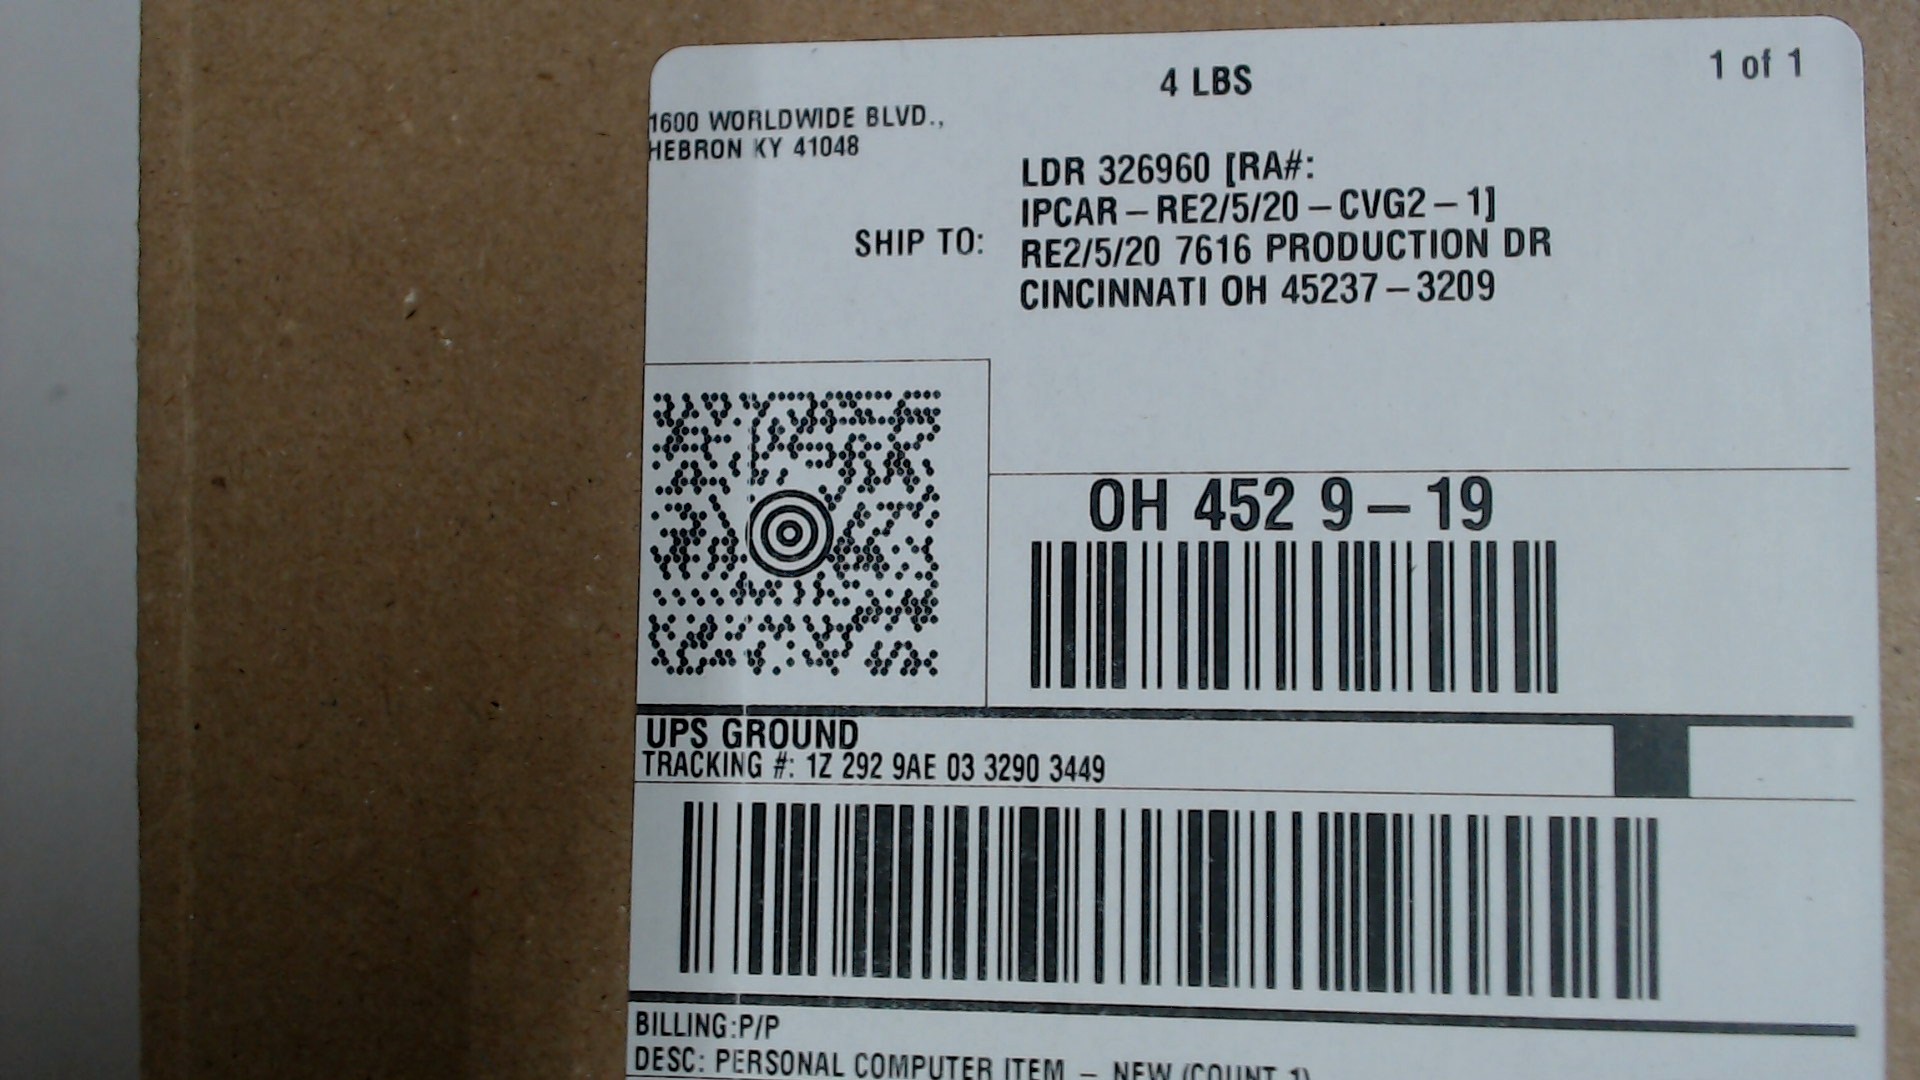 4 LBS
1 of 1
1600 WORLDWIDE BLVD.,
HEBRON KY 41048
SHIP TO:
LDR 326960 [RA#:
IPCAR – RE2/5/20 – CVG2 – 1]
RE2/5/20 7616 PRODUCTION DR
CINCINNATI OH 45237 – 3209
OH 452 9 – 19
UPS GROUND
TRACKING #: 1Z 292 9AE 03 3290 3449
BILLING:P/P
DESC: PERSONAL COMPUTER ITEM – NEW (COUNT 1)